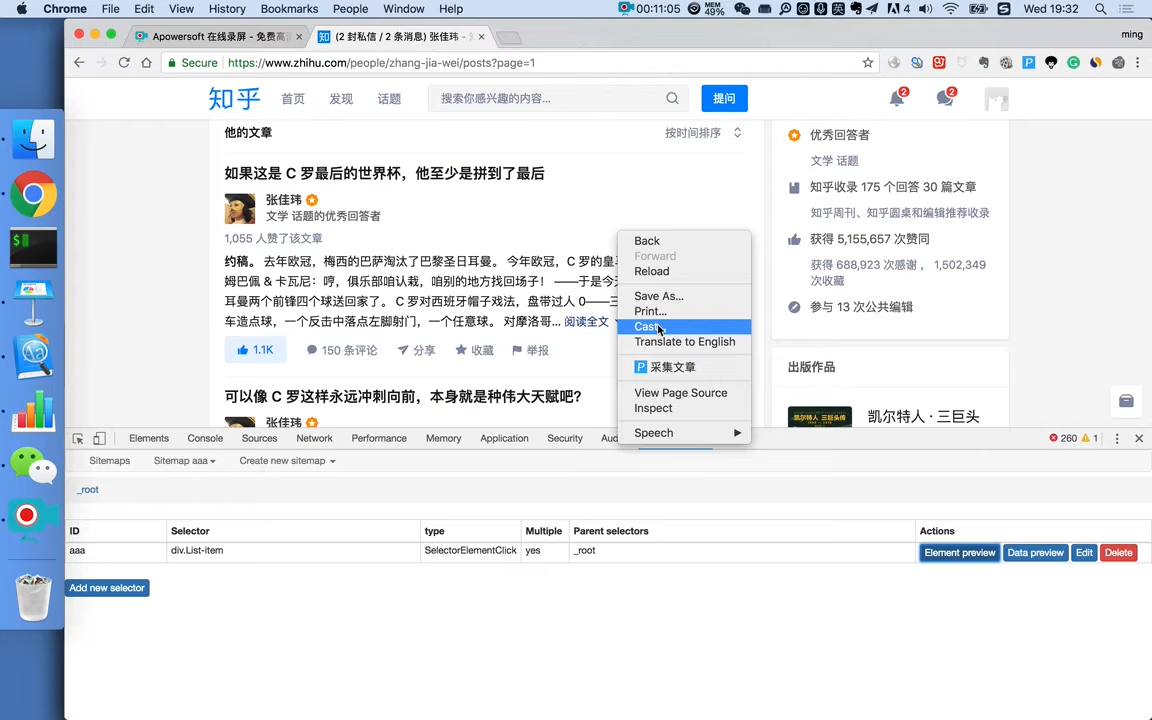 Chrome File Edit View History Bookmarks People Window Help 00:11:05 MEM 49% 英 4 Wed 19:32
Apowersoft 在线录屏 - 免费高 × (2 封私信 / 2 条消息) 张佳玮 - × ming
Secure https://www.zhihu.com/people/zhang-jia-wei/posts?page=1
知乎 首页 发现 话题 搜索你感兴趣的内容... 提问 2 2
他的文章 按时间排序
如果这是 C 罗最后的世界杯，他至少是拼到了最后
张佳玮
文学 话题的优秀回答者
1,055 人赞了该文章
约稿。 去年欧冠，梅西的巴萨淘汰了巴黎圣日耳曼。 今年欧冠，C 罗的皇
姆巴佩 & 卡瓦尼：哼，俱乐部咱认栽，咱别的地方找回场子！ ——于是今
耳曼两个前锋四个球送回家了。 C 罗对西班牙帽子戏法，盘带过人 0——三
车造点球，一个反击中落点左脚射门，一个任意球。 对摩洛哥... 阅读全文
1.1K 150 条评论 分享 收藏 举报
可以像 C 罗这样永远冲刺向前，本身就是种伟大天赋吧?
张佳玮
优秀回答者
文学 话题
知乎收录 175 个回答 30 篇文章
知乎周刊、知乎圆桌和编辑推荐收录
获得 5,155,657 次赞同
获得 688,923 次感谢 ， 1,502,349
次收藏
参与 13 次公共编辑
出版作品
凯尔特人 · 三巨头
Back
Forward
Reload
Save As...
Print...
Cast...
Translate to English
采集文章
View Page Source
Inspect
Speech
Elements Console Sources Network Performance Memory Application Security Aud 260 1
Sitemaps Sitemap aaa Create new sitemap
_root
ID Selector type Multiple Parent selectors Actions
aaa div.List-item SelectorElementClick yes _root Element preview Data preview Edit Delete
Add new selector